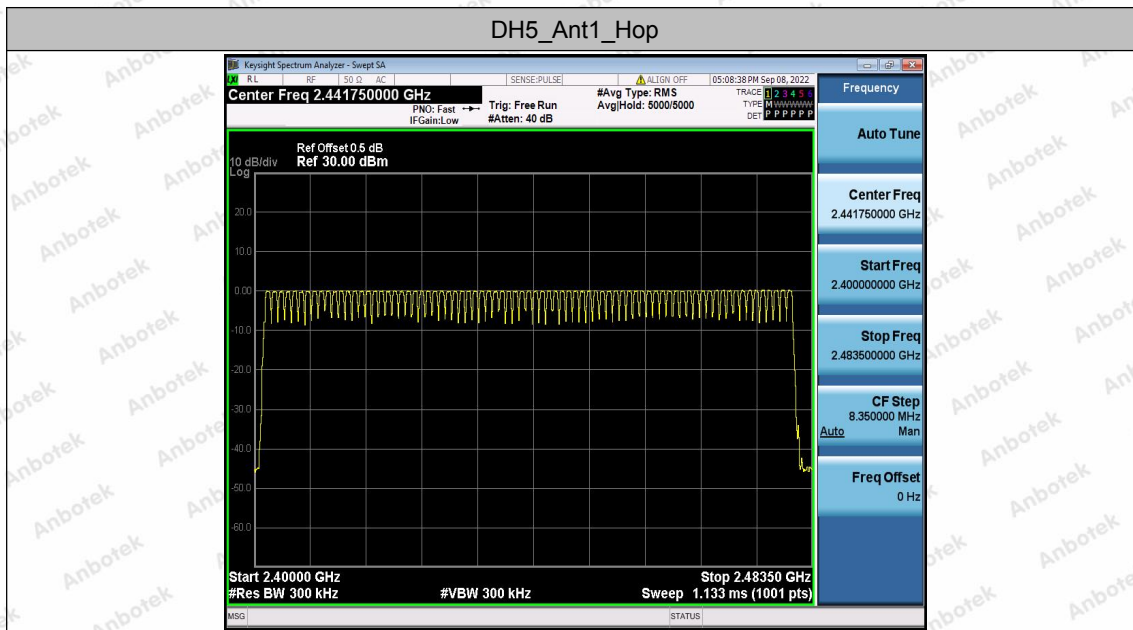 DH5_Ant1_Hop
Keysight Spectrum Analyzer - Swept SA
RL RF 50 Ω AC SENSE:PULSE ALIGN OFF 05:08:38 PM Sep 08, 2022
Center Freq 2.441750000 GHz
PNO: Fast
IFGain:Low
Trig: Free Run
#Atten: 40 dB
#Avg Type: RMS
Avg|Hold: 5000/5000
TRACE 1 2 3 4 5 6
TYPE M W W W W W
DET P P P P P P
Ref Offset 0.5 dB
10 dB/div Ref 30.00 dBm
Log
20.0
10.0
0.00
-10.0
-20.0
-30.0
-40.0
-50.0
-60.0
Start 2.40000 GHz Stop 2.48350 GHz
#Res BW 300 kHz #VBW 300 kHz Sweep 1.133 ms (1001 pts)
MSG STATUS
Frequency
Auto Tune
Center Freq
2.441750000 GHz
Start Freq
2.400000000 GHz
Stop Freq
2.483500000 GHz
CF Step
8.350000 MHz
Auto Man
Freq Offset
0 Hz
Anbotek